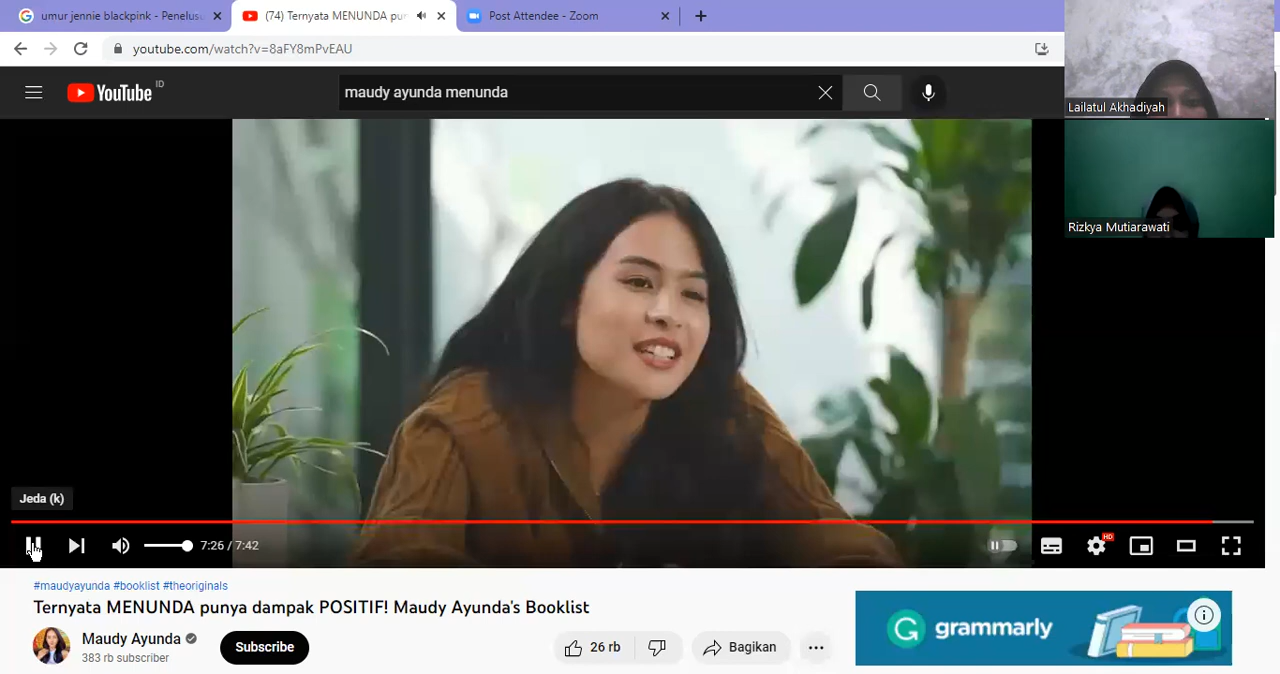 umur jennie blackpink - Penelusu
(74) Ternyata MENUNDA pu
Post Attendee - Zoom
youtube.com/watch?v=8aFY8mPvEAU
YouTube ID
maudy ayunda menunda
Lailatul Akhadiyah
Rizkya Mutiarawati
Jeda (k)
7:26 / 7:42
HD
#maudyayunda #booklist #theoriginals
Ternyata MENUNDA punya dampak POSITIF! Maudy Ayunda's Booklist
Maudy Ayunda
383 rb subscriber
Subscribe
26 rb
Bagikan
grammarly